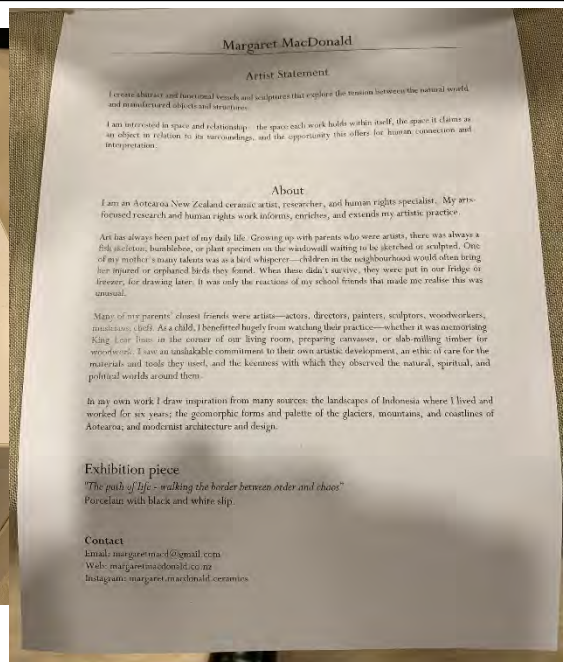 Margaret MacDonald
Artist Statement
I create abstract and functional vessels and sculptures that explore the tension between the natural world
and manufactured objects and structures.
I am interested in space and relationship – the space each work holds within itself, the space it claims as
an object in relation to its surroundings, and the opportunity this offers for human connection and
interpretation.
About
I am an Aotearoa New Zealand ceramic artist, researcher, and human rights specialist. My arts-
focused research and human rights work informs, enriches, and extends my artistic practice.
Art has always been part of my daily life. Growing up with parents who were artists, there was always a
fish skeleton, bumblebee, or plant specimen on the windowsill waiting to be sketched or sculpted. One
of my mother's many talents was as a bird whisperer—children in the neighbourhood would often bring
her injured or orphaned birds they found. When these didn't survive, they were put in our fridge or
freezer, for drawing later. It was only the reactions of my school friends that made me realise this was
unusual.
Many of my parents' closest friends were artists—actors, directors, painters, sculptors, woodworkers,
musicians, chefs. As a child, I benefitted hugely from watching their practice—whether it was memorising
King Lear lines in the corner of our living room, preparing canvases, or slab-milling timber for
woodwork. I saw an unshakable commitment to their own artistic development, an ethic of care for the
materials and tools they used, and the keenness with which they observed the natural, spiritual, and
political worlds around them.
In my own work I draw inspiration from many sources: the landscapes of Indonesia where I lived and
worked for six years; the geomorphic forms and palette of the glaciers, mountains, and coastlines of
Aotearoa; and modernist architecture and design.
Exhibition piece
"The path of life - walking the border between order and chaos"
Porcelain with black and white slip.
Contact
Email: margaretmacd@gmail.com
Web: margaretmacdonald.co.nz
Instagram: margaret.macdonald.ceramics